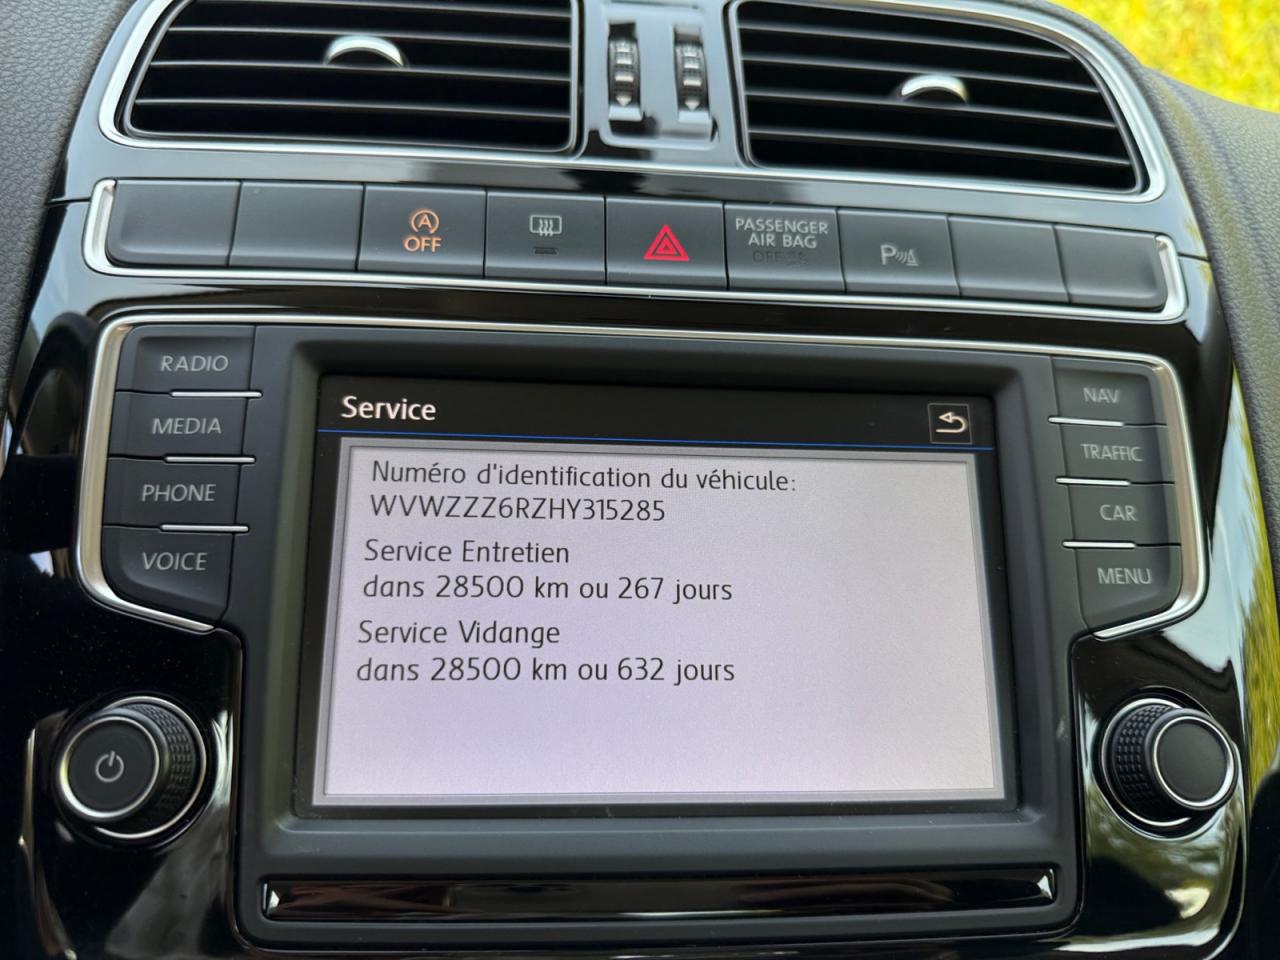 A
OFF
PASSENGER
AIR BAG
OFF
P
RADIO
MEDIA
PHONE
VOICE
NAV
TRAFFIC
CAR
MENU
Service
Numéro d'identification du véhicule:
WVWZZZ6RZHY315285
Service Entretien
dans 28500 km ou 267 jours
Service Vidange
dans 28500 km ou 632 jours